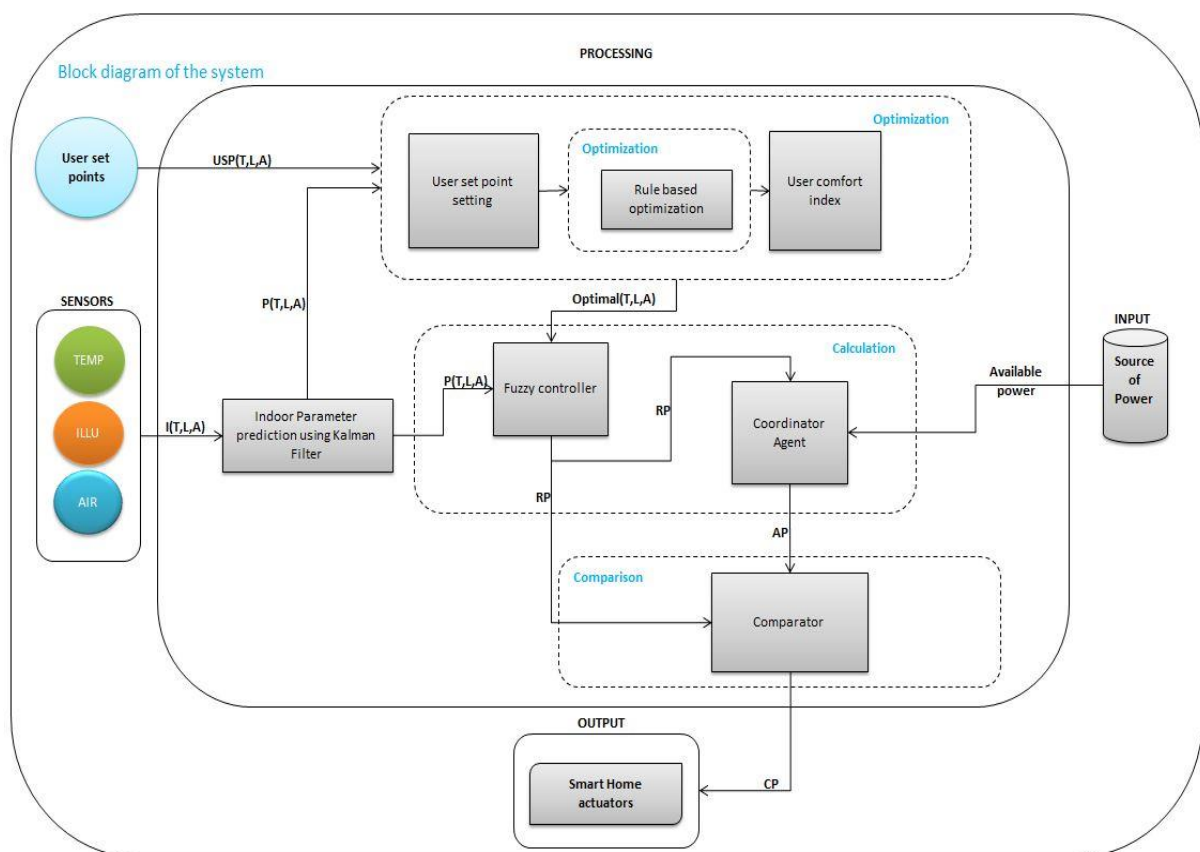 PROCESSING
Block diagram of the system
Optimization
User set
points
USP(T,L,A)
Optimization
User set point
setting
Rule based
optimization
User comfort
index
SENSORS
P(T,L,A)
Optimal(T,L,A)
INPUT
TEMP
Calculation
Fuzzy controller
P(T,L,A)
Available
power
Source
of
Power
RP
I(T,L,A)
ILLU
Indoor Parameter
prediction using Kalman
Filter
Coordinator
Agent
AIR
RP
AP
Comparison
Comparator
OUTPUT
Smart Home
actuators
CP